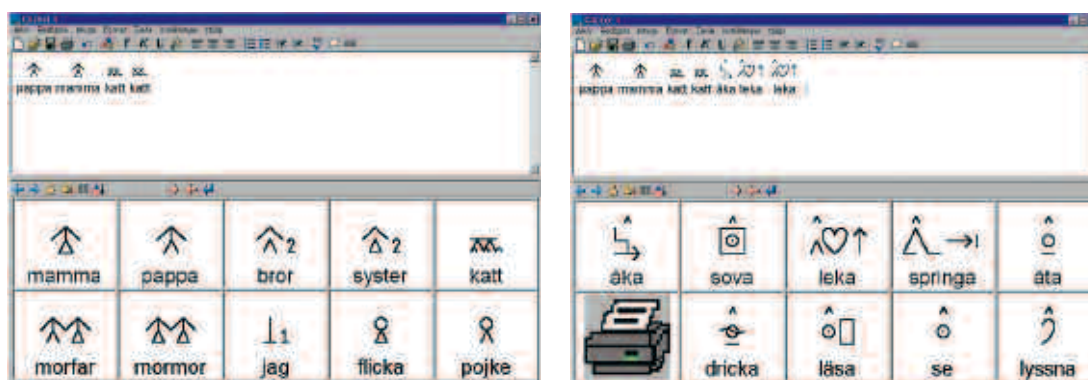 pappa mamma katt katt
mamma pappa bror syster katt
morfar mormor jag flicka pojke
pappa mamma katt katt åka leka leka
åka sova leka springa äta
dricka läsa se lyssna